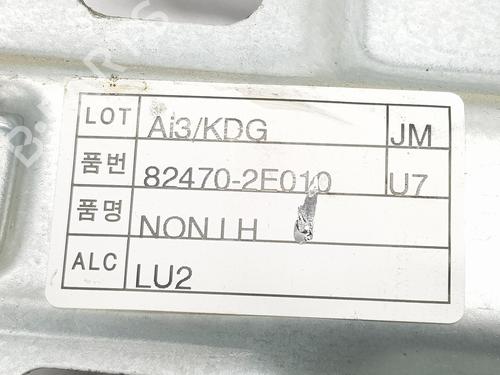 LOT Ai3/KDG JM
품번 82470-2E010 U7
품명 NON LH
ALC LU2